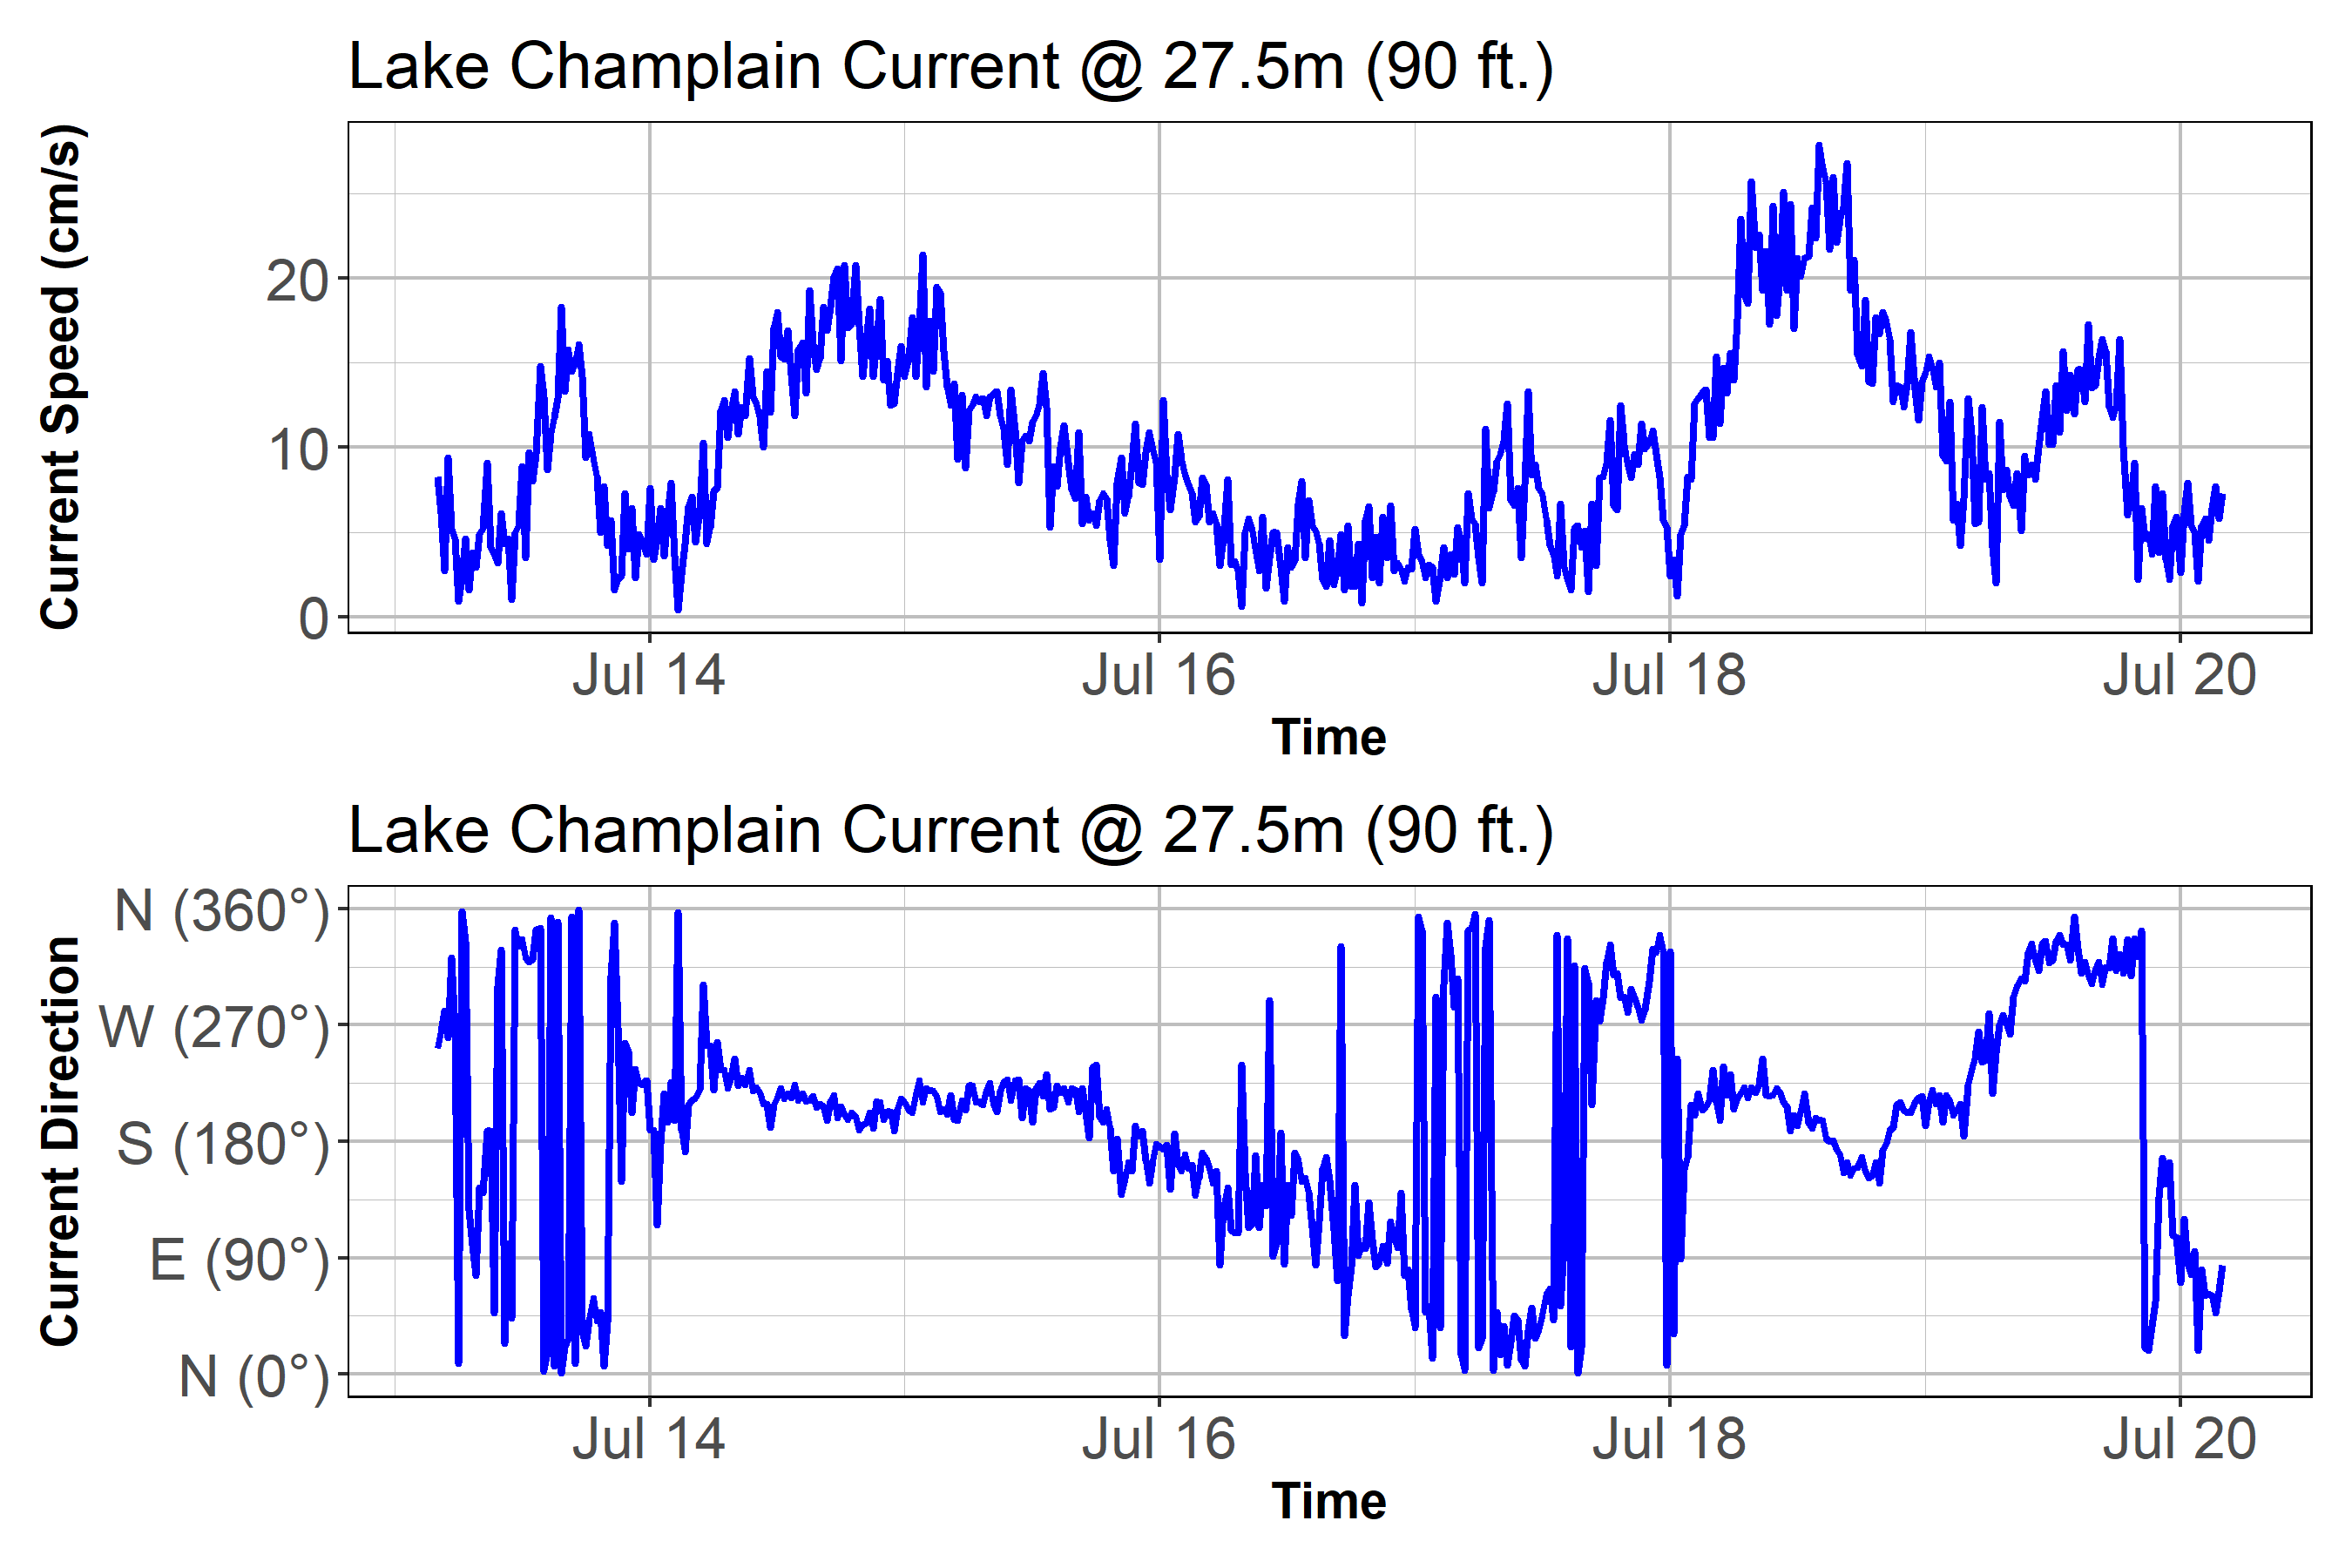 Lake Champlain Current @ 27.5m (90 ft.)
Current Speed (cm/s)
20
10
0
Jul 14 Jul 16 Jul 18 Jul 20
Time
Lake Champlain Current @ 27.5m (90 ft.)
Current Direction
N (360°)
W (270°)
S (180°)
E (90°)
N (0°)
Jul 14 Jul 16 Jul 18 Jul 20
Time